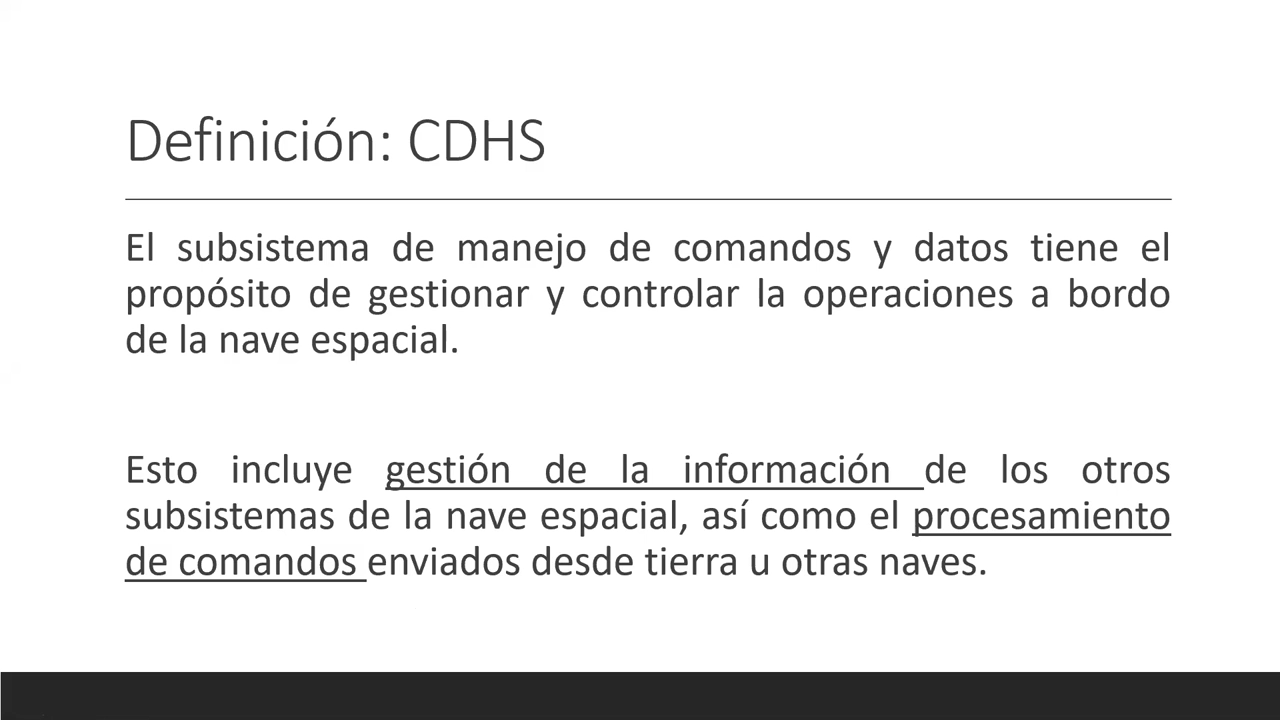 Definición: CDHS
El subsistema de manejo de comandos y datos tiene el
propósito de gestionar y controlar la operaciones a bordo
de la nave espacial.
Esto incluye gestión de la información de los otros
subsistemas de la nave espacial, así como el procesamiento
de comandos enviados desde tierra u otras naves.